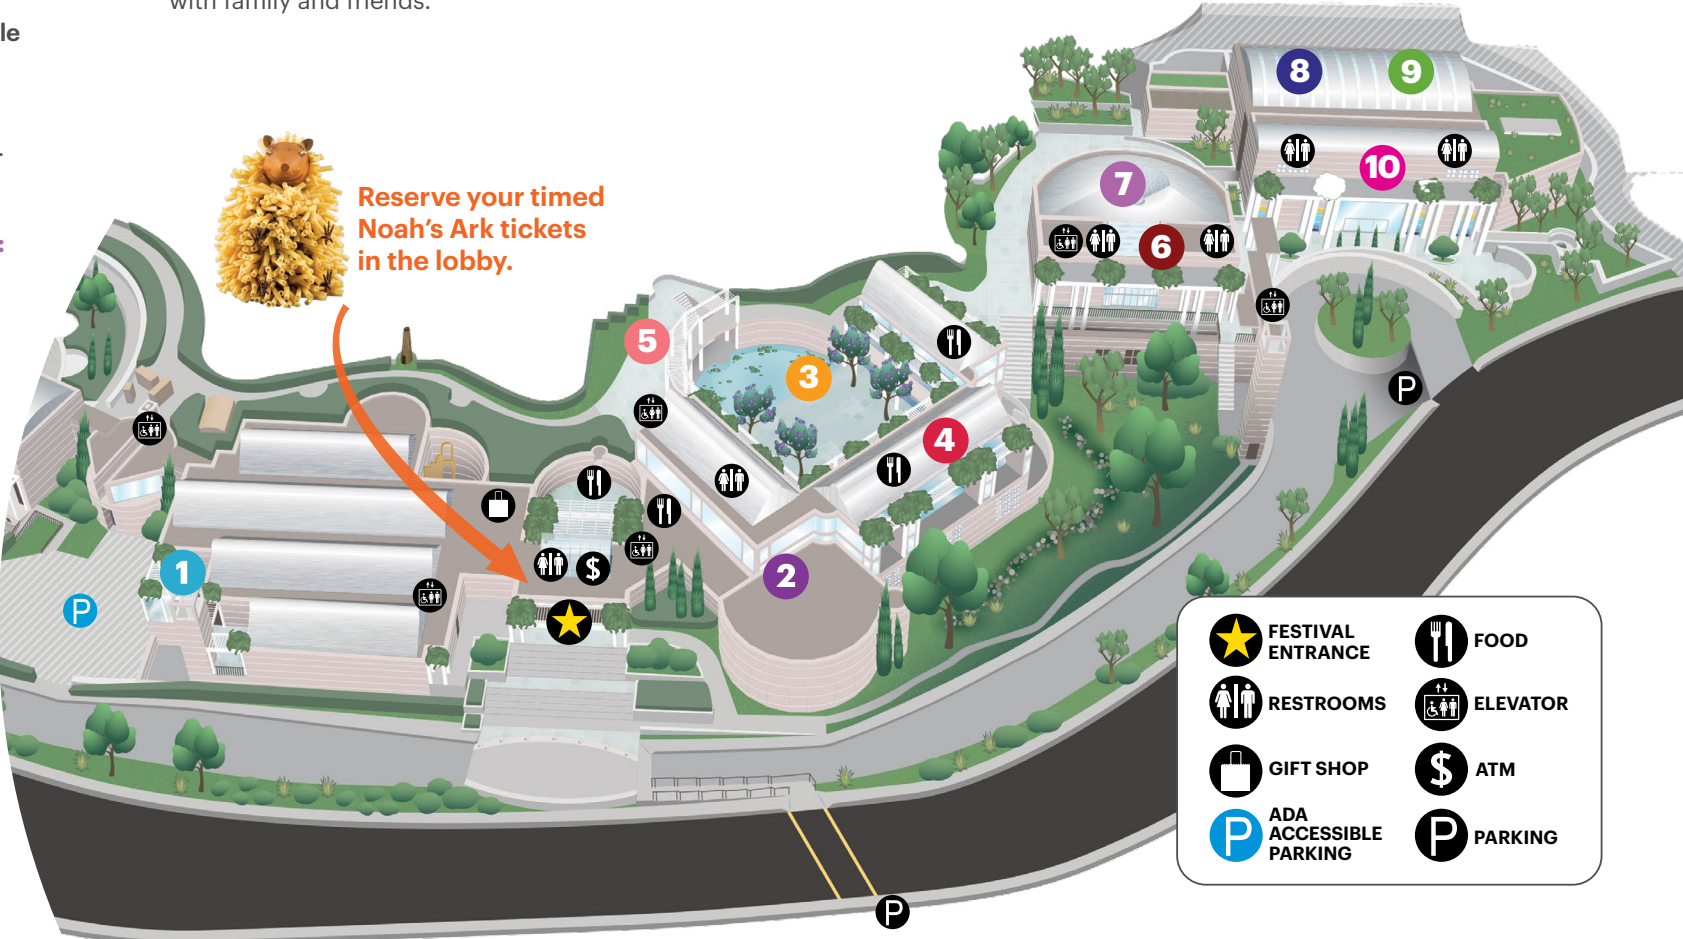 with family and friends.
le
:
Reserve your timed
Noah's Ark tickets
in the lobby.
8
9
10
7
6
5
3
4
P
1
2
$
P
FESTIVAL
ENTRANCE
FOOD
RESTROOMS
ELEVATOR
GIFT SHOP
$
ATM
P
ADA
ACCESSIBLE
PARKING
P
PARKING
P